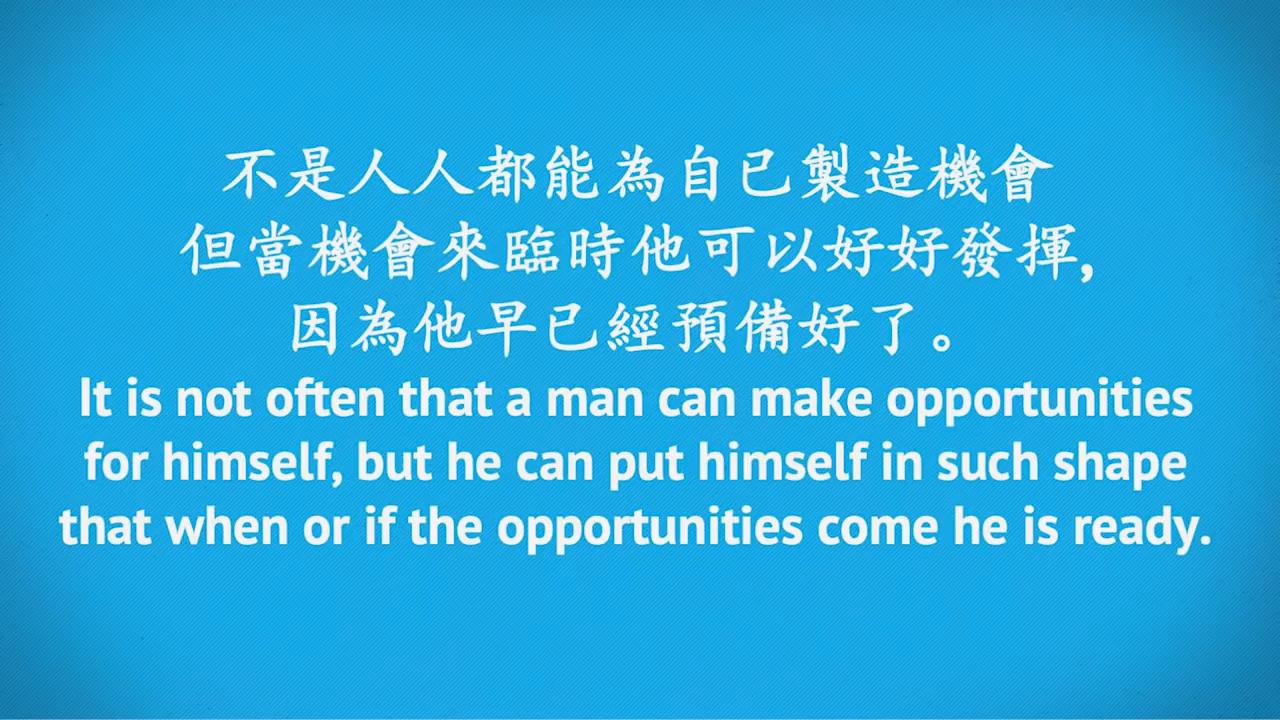 不是人人都能為自已製造機會
但當機會來臨時他可以好好發揮,
因為他早已經預備好了。
It is not often that a man can make opportunities
for himself, but he can put himself in such shape
that when or if the opportunities come he is ready.